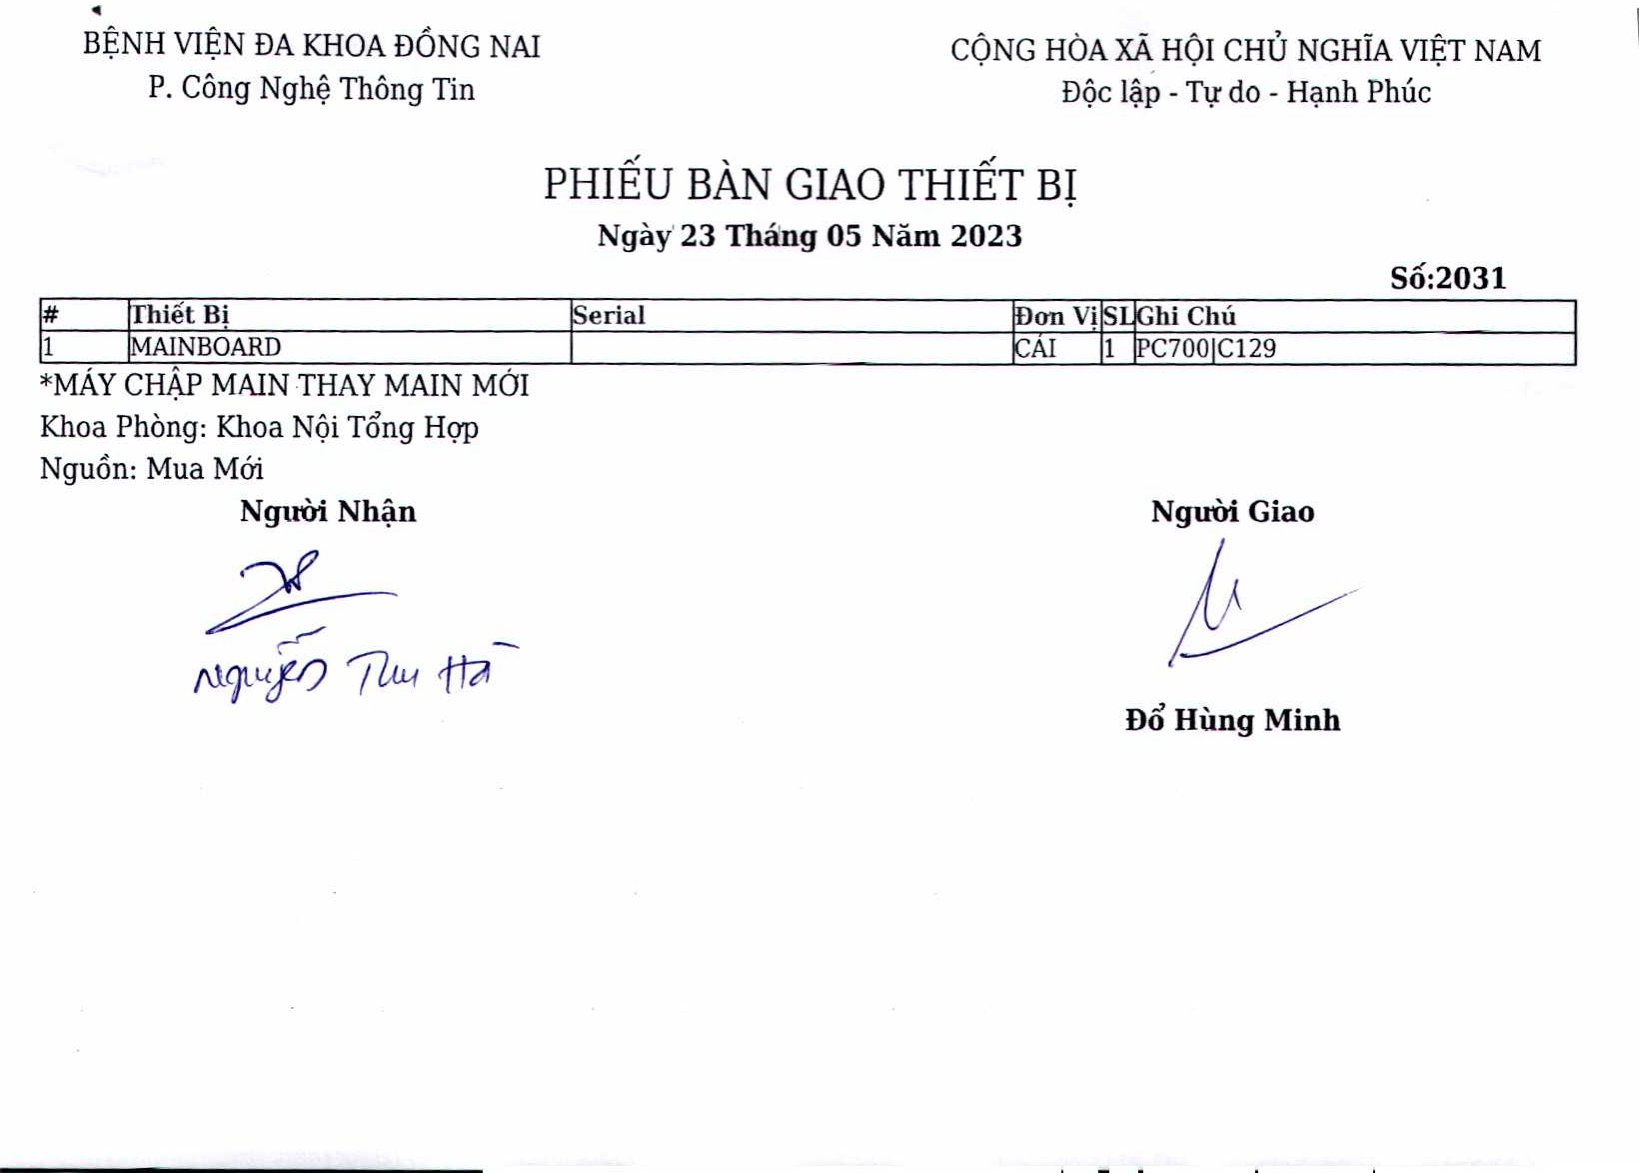 BỆNH VIỆN ĐA KHOA ĐỒNG NAI
P. Công Nghệ Thông Tin
CỘNG HÒA XÃ HỘI CHỦ NGHĨA VIỆT NAM
Độc lập - Tự do - Hạnh Phúc
PHIẾU BÀN GIAO THIẾT BỊ
Ngày 23 Tháng 05 Năm 2023
Số:2031
# Thiết Bị Serial Đơn Vị SL Ghi Chú
1 MAINBOARD CÁI 1 PC700|C129
*MÁY CHẬP MAIN THAY MAIN MỚI
Khoa Phòng: Khoa Nội Tổng Hợp
Nguồn: Mua Mới
Người Nhận Người Giao
Nguyễn Thu Hà
Đổ Hùng Minh